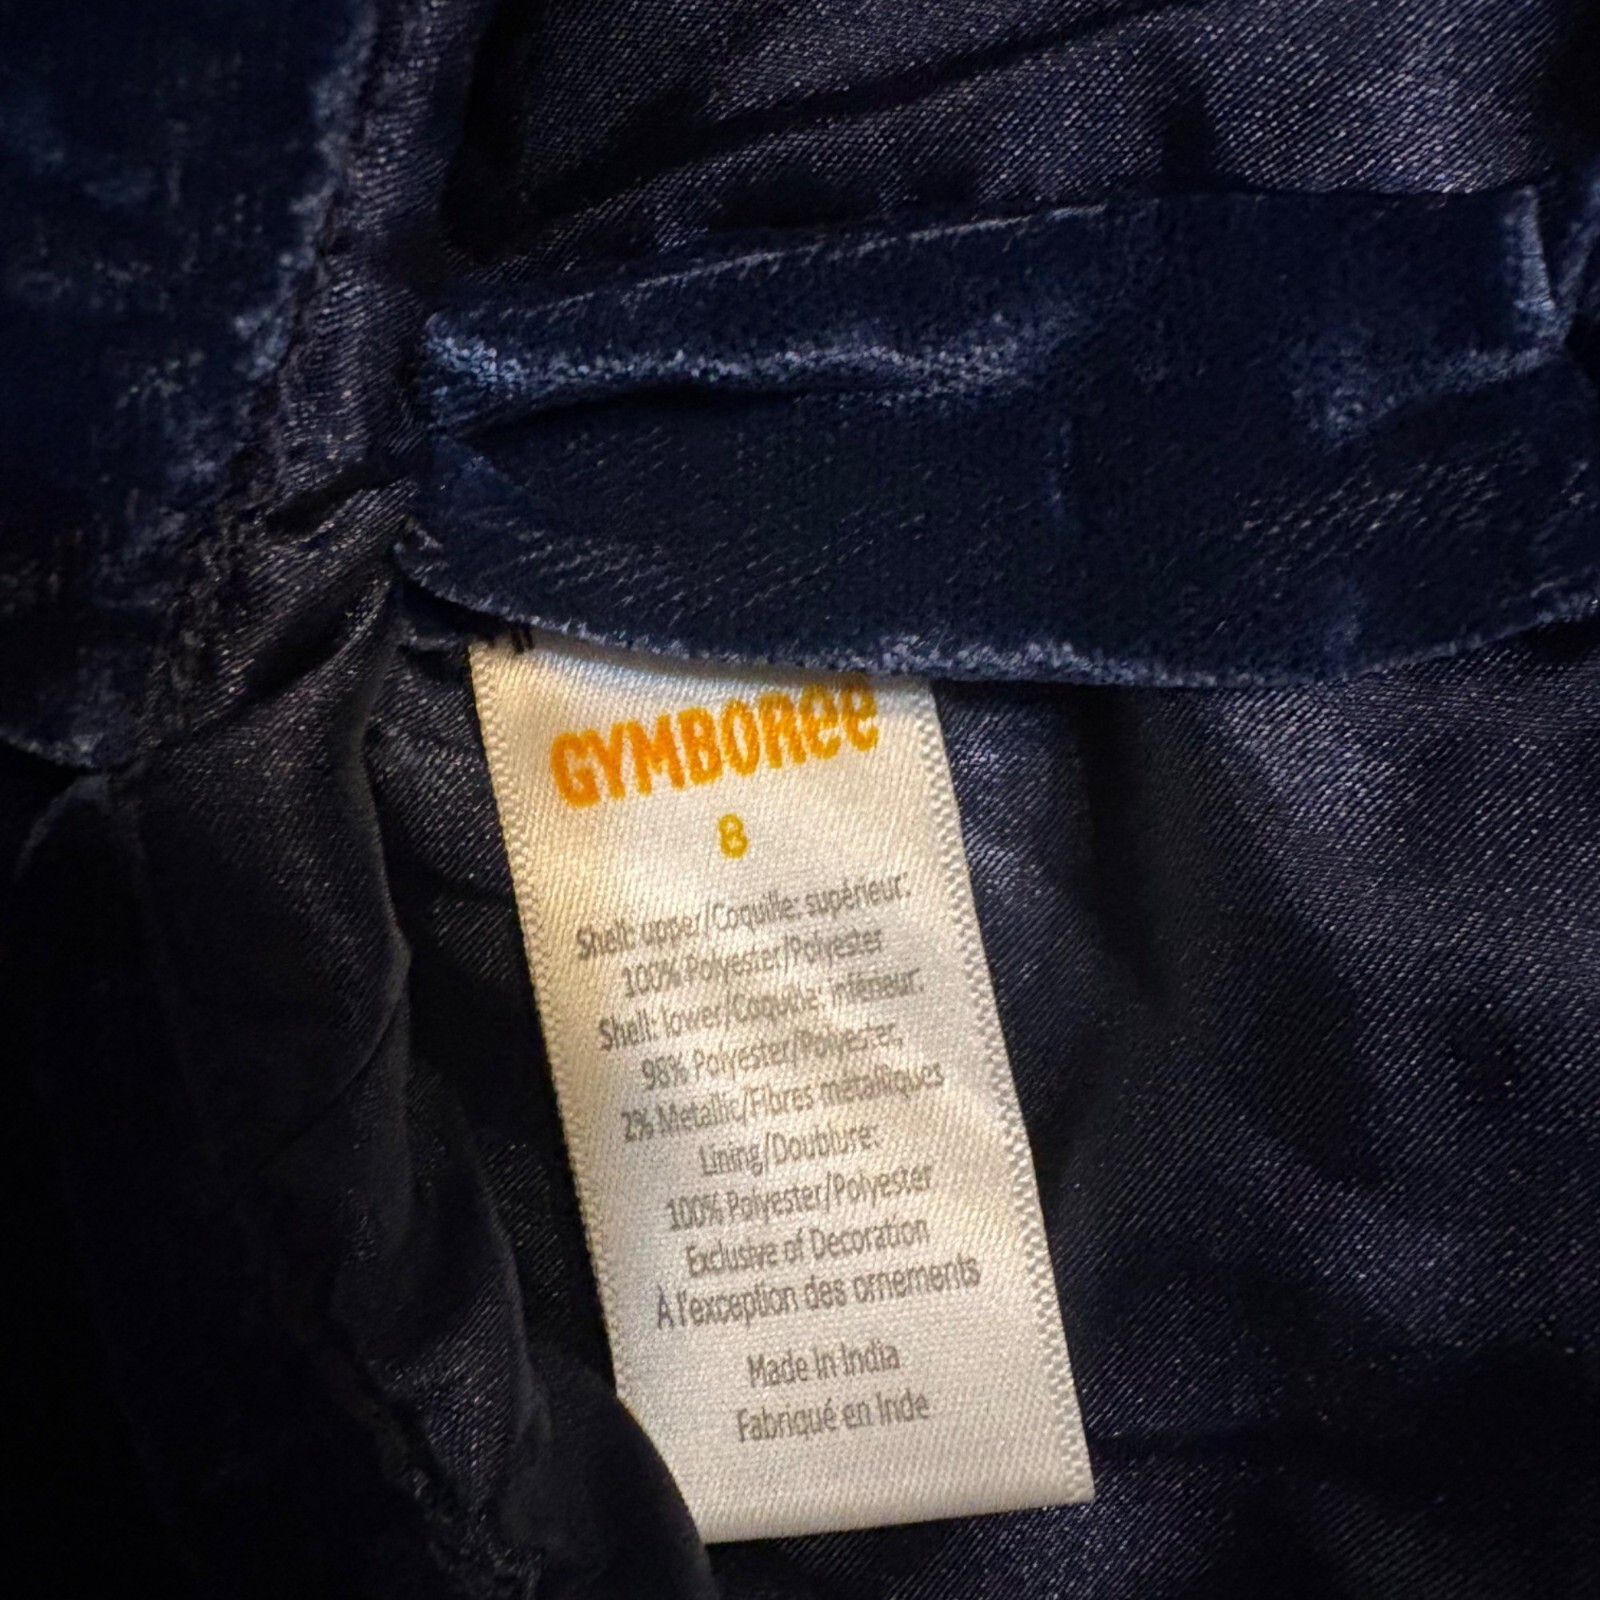 GYMBOREE
8
Shell: upper/Coquille: supérieur:
100% Polyester/Polyester
Shell: lower/Coquille: inférieur:
98% Polyester/Polyester,
2% Metallic/Fibres métalliques
Lining/Doublure:
100% Polyester/Polyester
Exclusive of Decoration
À l'exception des ornements
Made In India
Fabriqué en Inde